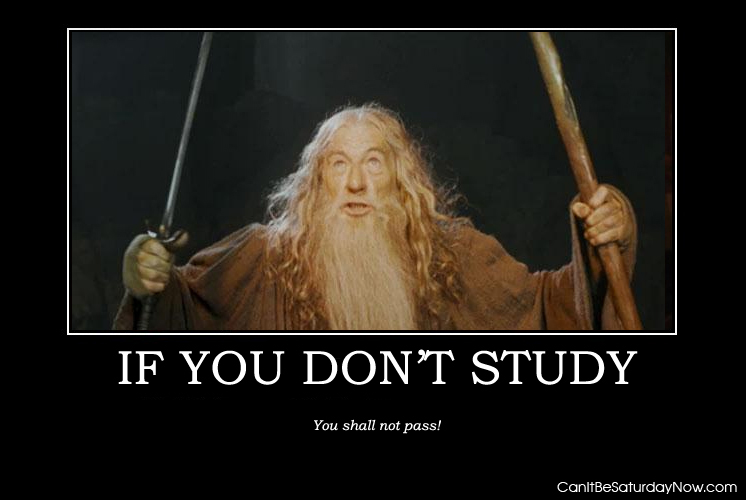 IF YOU DON'T STUDY
You shall not pass!
CanItBeSaturdayNow.com